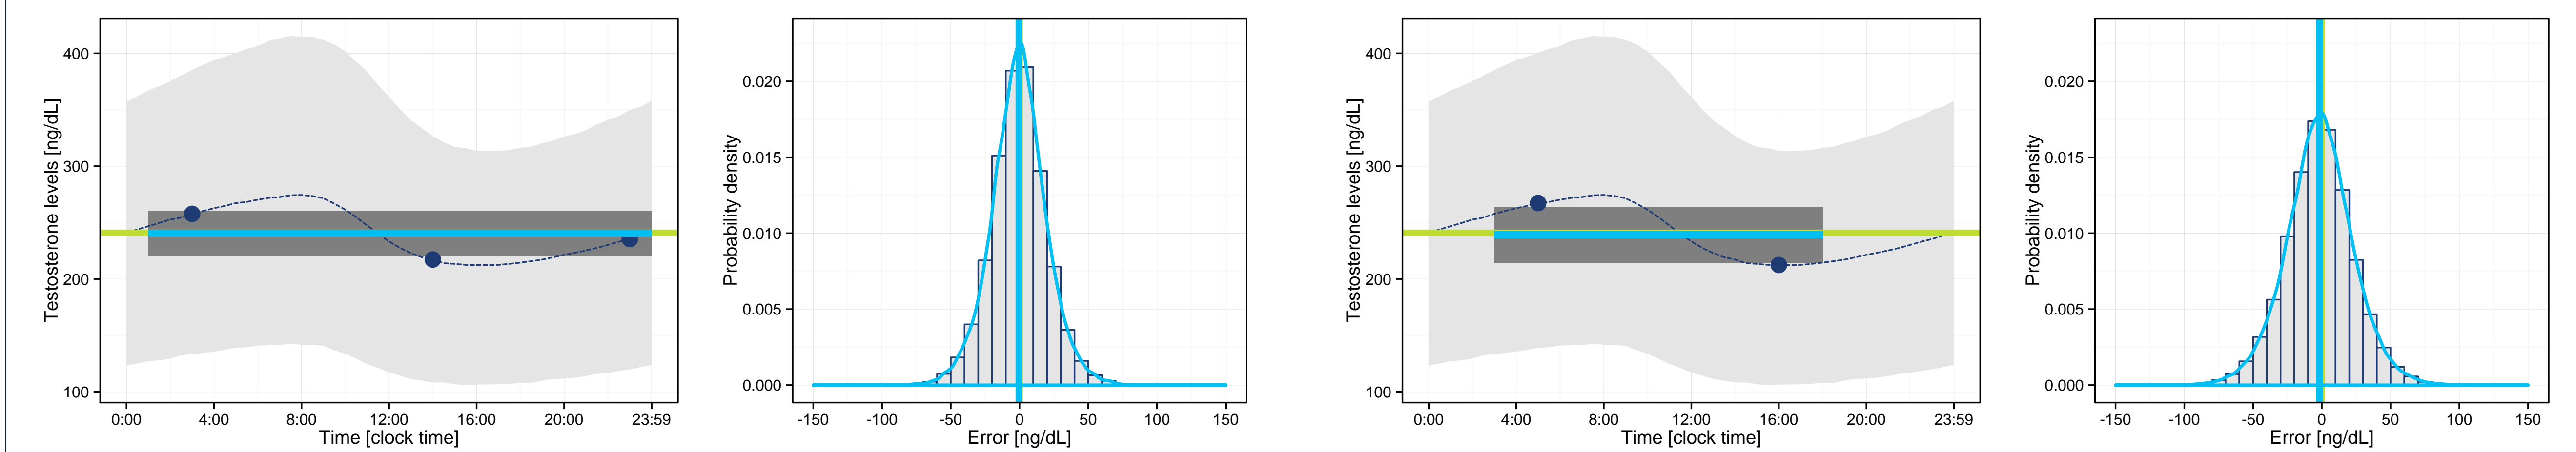 Testosterone levels [ng/dL]
400
300
200
100
0:00 4:00 8:00 12:00 16:00 20:00 23:59
Time [clock time]
Probability density
0.020
0.015
0.010
0.005
0.000
-150 -100 -50 0 50 100 150
Error [ng/dL]
Testosterone levels [ng/dL]
400
300
200
100
0:00 4:00 8:00 12:00 16:00 20:00 23:59
Time [clock time]
Probability density
0.020
0.015
0.010
0.005
0.000
-150 -100 -50 0 50 100 150
Error [ng/dL]